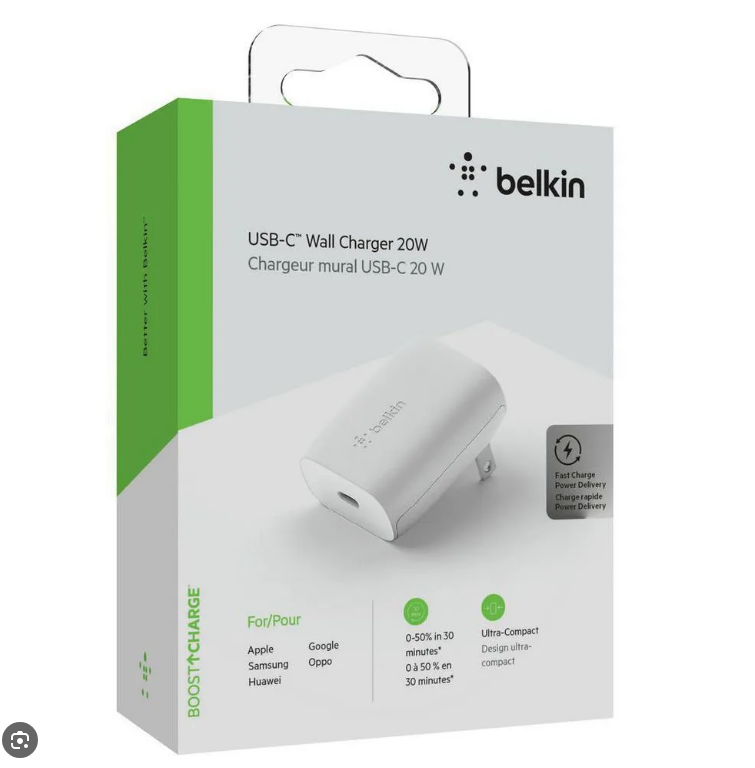 belkin
USB-C™ Wall Charger 20W
Chargeur mural USB-C 20 W
Better with Belkin™
belkin
Fast Charge
Power Delivery
Charge rapide
Power Delivery
BOOST↑CHARGE™
For/Pour
Apple
Samsung
Huawei
Google
Oppo
0-50% in 30
minutes*
0 à 50 % en
30 minutes*
Ultra-Compact
Design ultra-
compact